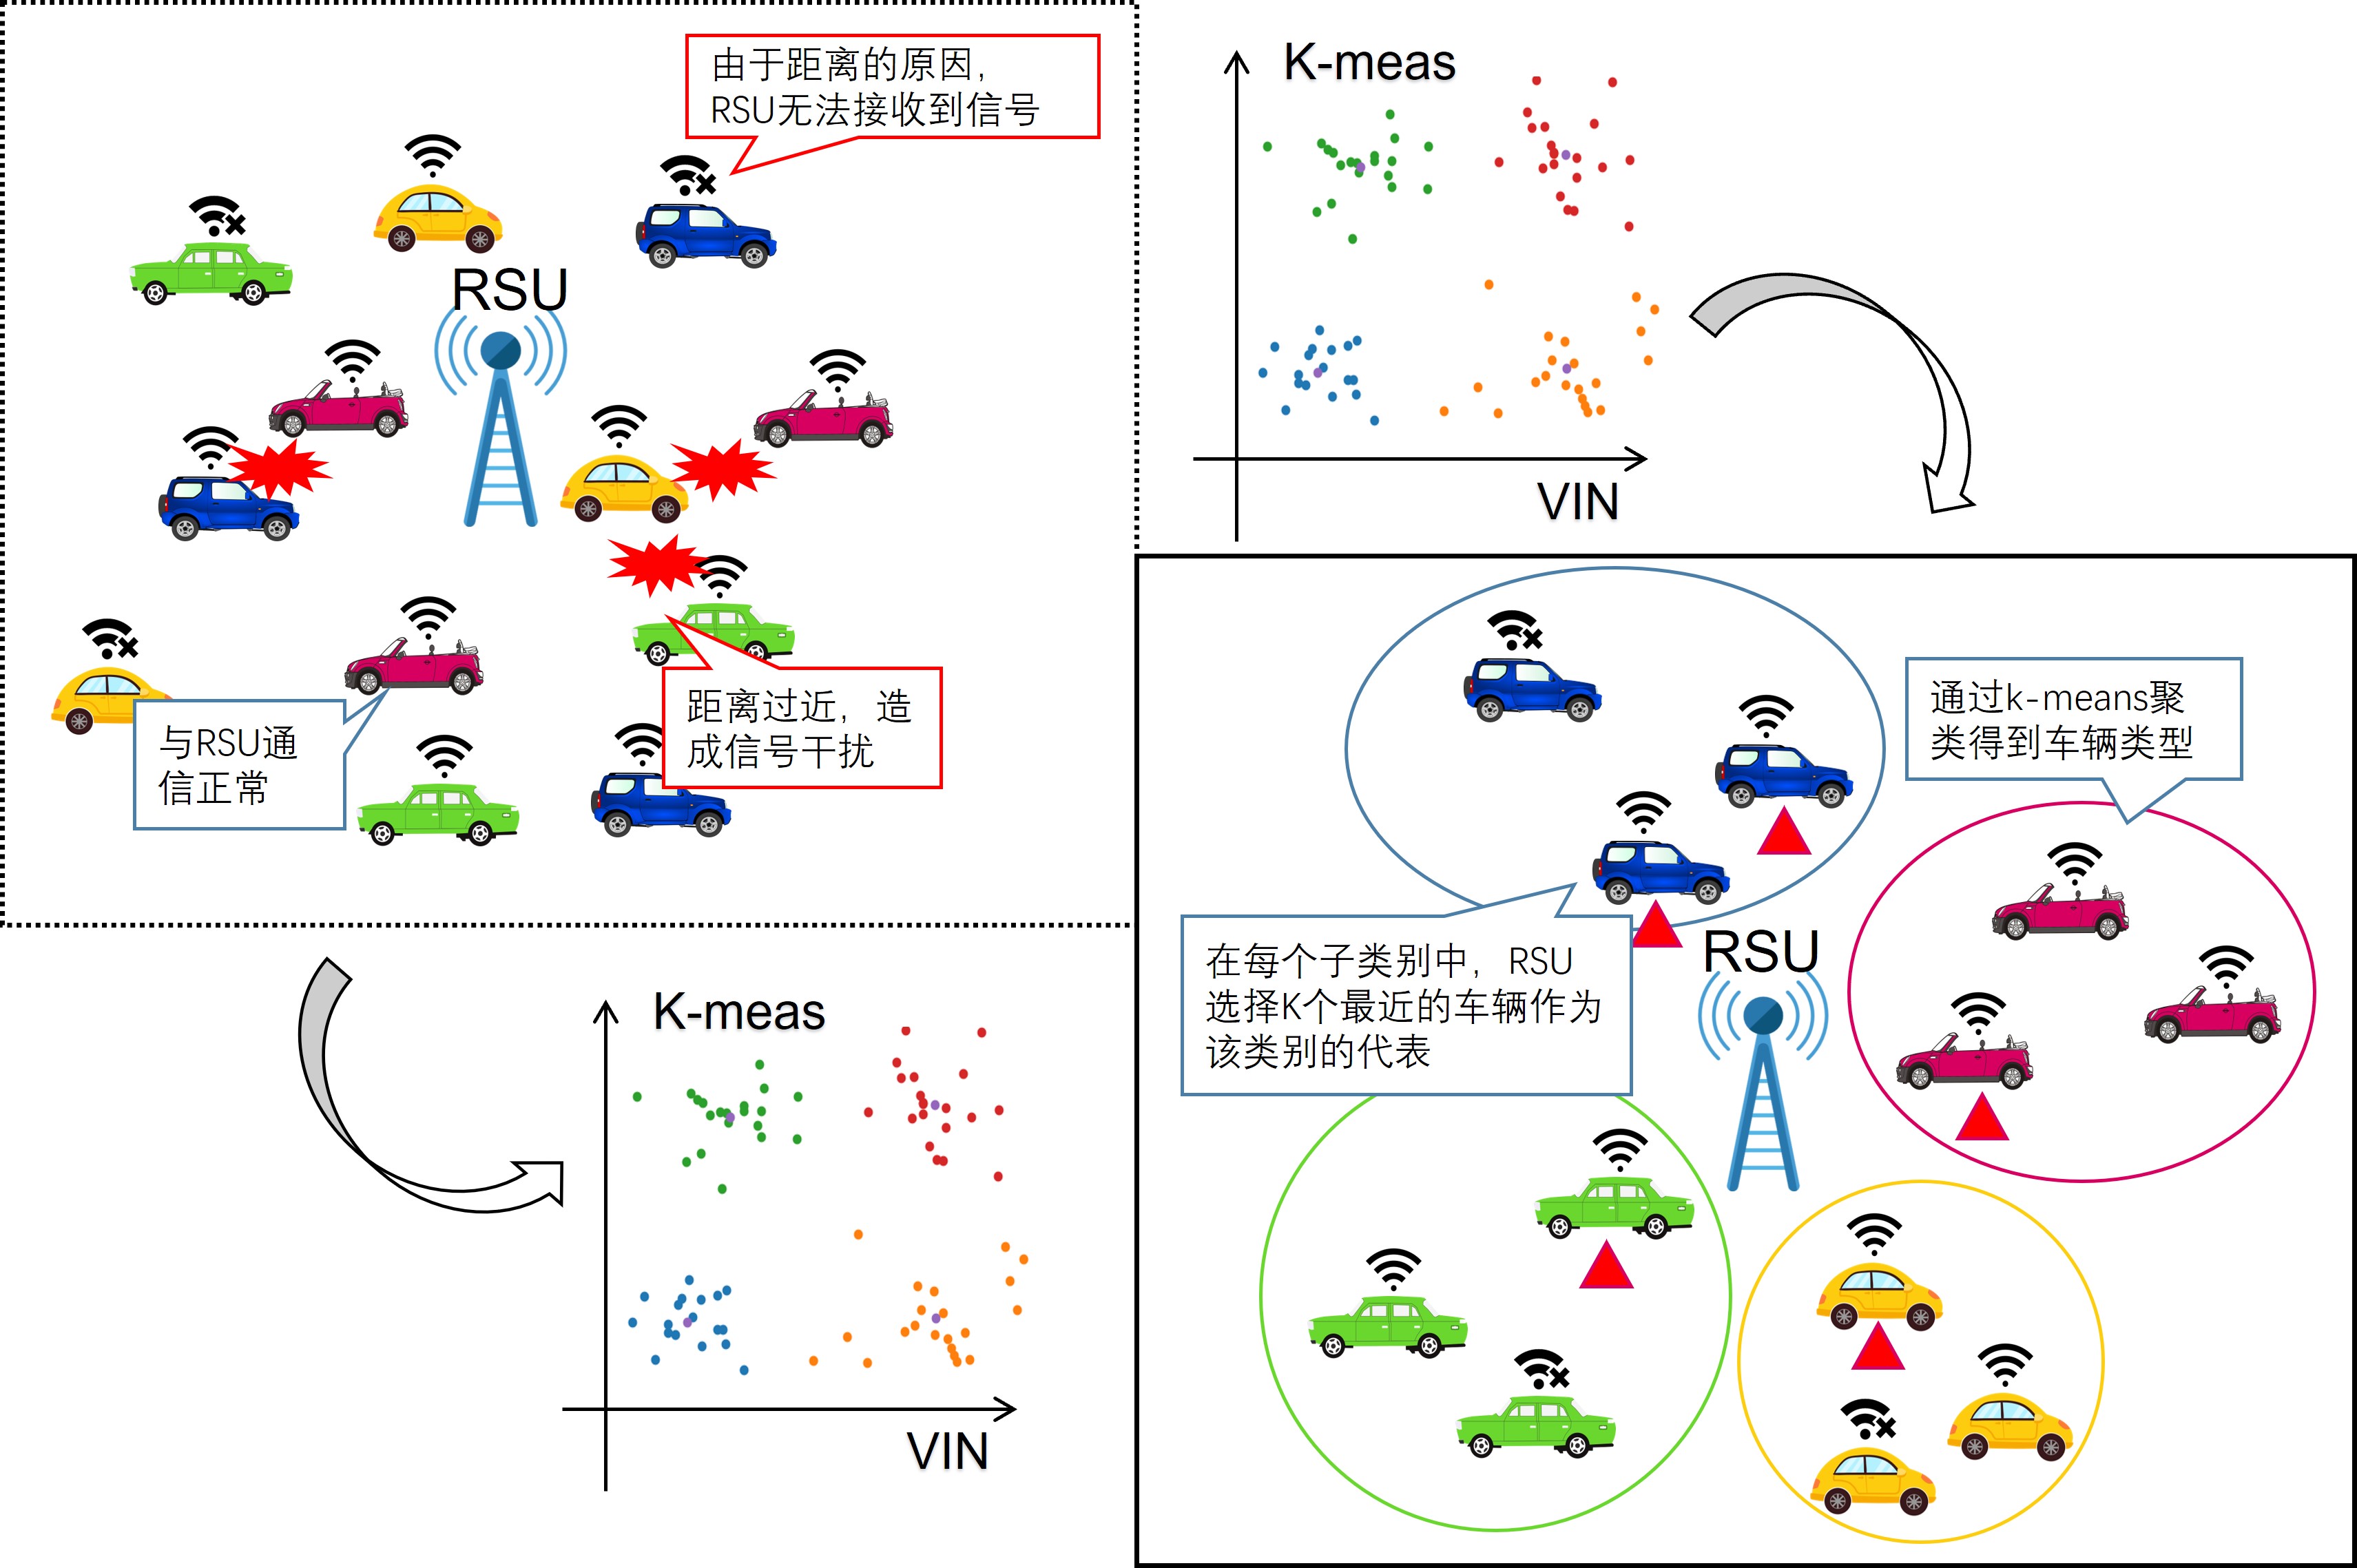 由于距离的原因，
RSU无法接收到信号
RSU
距离过近，造
成信号干扰
与RSU通
信正常
K-meas
VIN
K-meas
VIN
通过k-means聚
类得到车辆类型
在每个子类别中，RSU
选择K个最近的车辆作为
该类别的代表
RSU